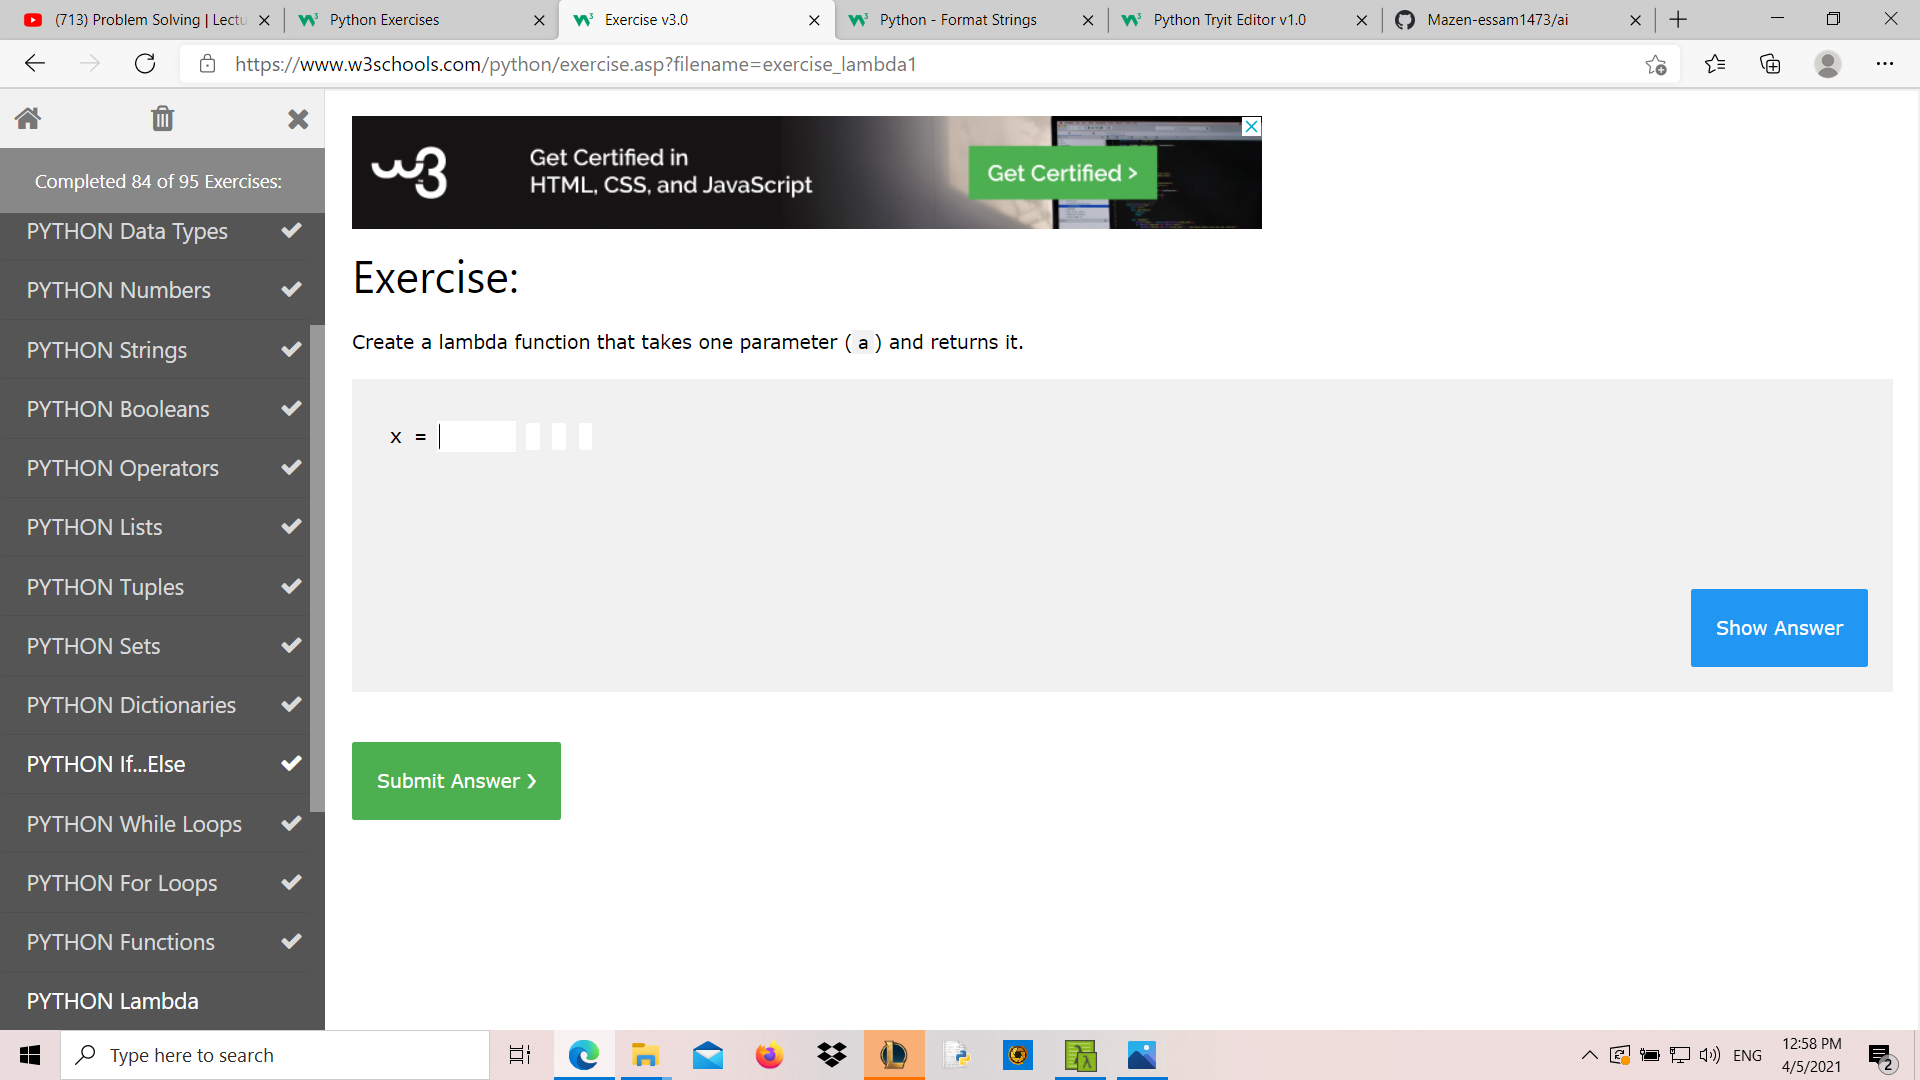 (713) Problem Solving | Lectu
Python Exercises
Exercise v3.0
Python - Format Strings
Python Tryit Editor v1.0
Mazen-essam1473/ai
https://www.w3schools.com/python/exercise.asp?filename=exercise_lambda1
Completed 84 of 95 Exercises:
PYTHON Data Types
PYTHON Numbers
PYTHON Strings
PYTHON Booleans
PYTHON Operators
PYTHON Lists
PYTHON Tuples
PYTHON Sets
PYTHON Dictionaries
PYTHON If...Else
PYTHON While Loops
PYTHON For Loops
PYTHON Functions
PYTHON Lambda
w3
Get Certified in
HTML, CSS, and JavaScript
Get Certified >
Exercise:
Create a lambda function that takes one parameter (a) and returns it.
x =
Show Answer
Submit Answer ❯
Type here to search
ENG
12:58 PM
4/5/2021
2